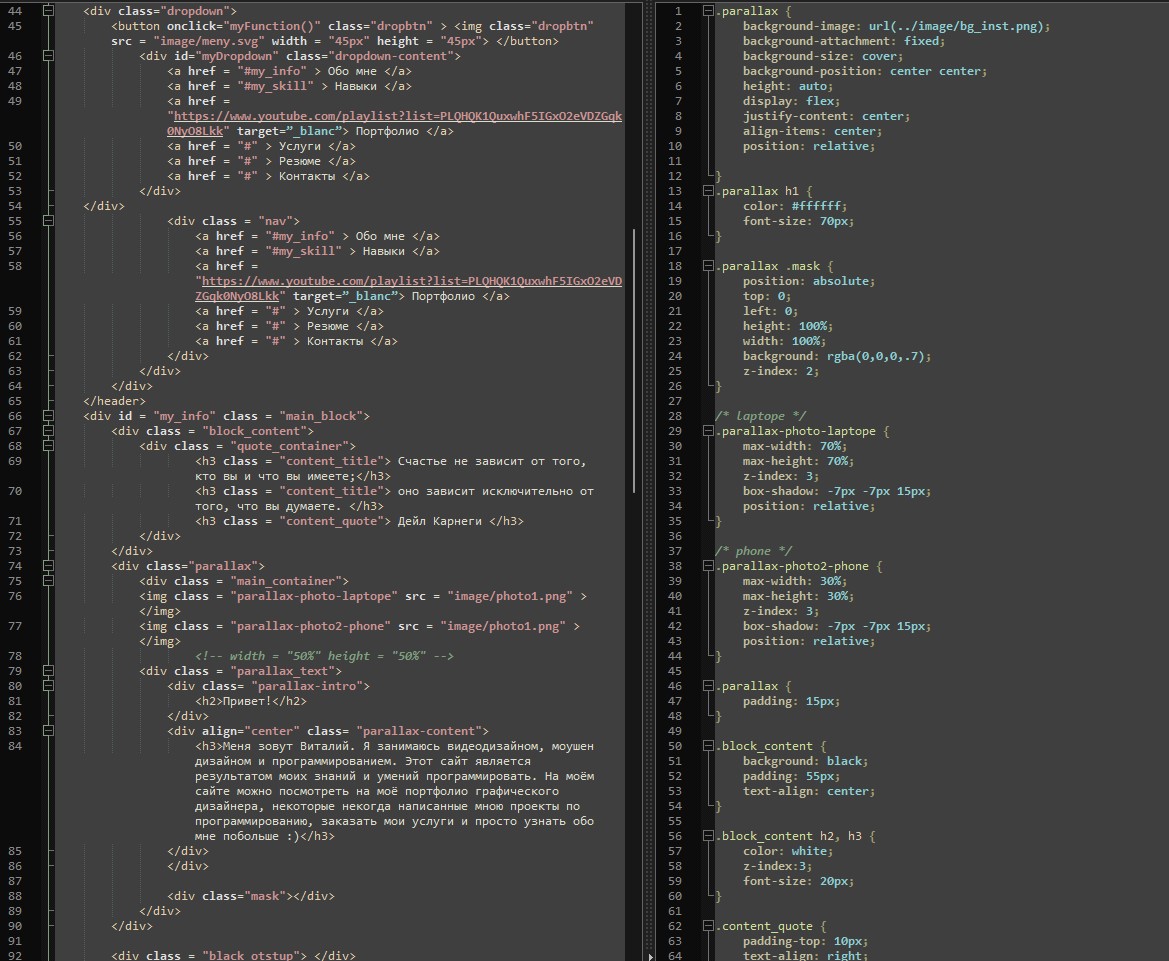 44 <div class="dropdown">
45 <button onclick="myFunction()" class="dropbtn" > <img class="dropbtn"
src = "image/meny.svg" width = "45px" height = "45px"> </button>
46 <div id="myDropdown" class="dropdown-content">
47 <a href = "#my_info" > Обо мне </a>
48 <a href = "#my_skill" > Навыки </a>
49 <a href =
"https://www.youtube.com/playlist?list=PLQHQK1QuxwhF5IGxO2eVDZGqk
0NyO8Lkk" target=”_blanc”> Портфолио </a>
50 <a href = "#" > Услуги </a>
51 <a href = "#" > Резюме </a>
52 <a href = "#" > Контакты </a>
53 </div>
54 </div>
55 <div class = "nav">
56 <a href = "#my_info" > Обо мне </a>
57 <a href = "#my_skill" > Навыки </a>
58 <a href =
"https://www.youtube.com/playlist?list=PLQHQK1QuxwhF5IGxO2eVD
ZGqk0NyO8Lkk" target=”_blanc”> Портфолио </a>
59 <a href = "#" > Услуги </a>
60 <a href = "#" > Резюме </a>
61 <a href = "#" > Контакты </a>
62 </div>
63 </div>
64 </div>
65 </header>
66 <div id = "my_info" class = "main_block">
67 <div class = "block_content">
68 <div class = "quote_container">
69 <h3 class = "content_title"> Счастье не зависит от того,
кто вы и что вы имеете;</h3>
70 <h3 class = "content_title"> оно зависит исключительно от
того, что вы думаете. </h3>
71 <h3 class = "content_quote"> Дейл Карнеги </h3>
72 </div>
73 </div>
74 <div class="parallax">
75 <div class = "main_container">
76 <img class = "parallax-photo-laptope" src = "image/photo1.png" >
</img>
77 <img class = "parallax-photo2-phone" src = "image/photo1.png" >
</img>
78 <!-- width = "50%" height = "50%" -->
79 <div class = "parallax_text">
80 <div class= "parallax-intro">
81 <h2>Привет!</h2>
82 </div>
83 <div align="center" class= "parallax-content">
84 <h3>Меня зовут Виталий. Я занимаюсь видеодизайном, моушен
дизайном и программированием. Этот сайт является
результатом моих знаний и умений программировать. На моём
сайте можно посмотреть на моё портфолио графического
дизайнера, некоторые некогда написанные мною проекты по
программированию, заказать мои услуги и просто узнать обо
мне побольше :)</h3>
85 </div>
86 </div>
87
88 <div class="mask"></div>
89 </div>
90 </div>
91
92 <div class = "black_otstup"> </div>
1 .parallax {
2 background-image: url(../image/bg_inst.png);
3 background-attachment: fixed;
4 background-size: cover;
5 background-position: center center;
6 height: auto;
7 display: flex;
8 justify-content: center;
9 align-items: center;
10 position: relative;
11
12 }
13 .parallax h1 {
14 color: #ffffff;
15 font-size: 70px;
16 }
17
18 .parallax .mask {
19 position: absolute;
20 top: 0;
21 left: 0;
22 height: 100%;
23 width: 100%;
24 background: rgba(0,0,0,.7);
25 z-index: 2;
26 }
27
28 /* laptope */
29 .parallax-photo-laptope {
30 max-width: 70%;
31 max-height: 70%;
32 z-index: 3;
33 box-shadow: -7px -7px 15px;
34 position: relative;
35 }
36
37 /* phone */
38 .parallax-photo2-phone {
39 max-width: 30%;
40 max-height: 30%;
41 z-index: 3;
42 box-shadow: -7px -7px 15px;
43 position: relative;
44 }
45
46 .parallax {
47 padding: 15px;
48 }
49
50 .block_content {
51 background: black;
52 padding: 55px;
53 text-align: center;
54 }
55
56 .block_content h2, h3 {
57 color: white;
58 z-index:3;
59 font-size: 20px;
60 }
61
62 .content_quote {
63 padding-top: 10px;
64 text-align: right;